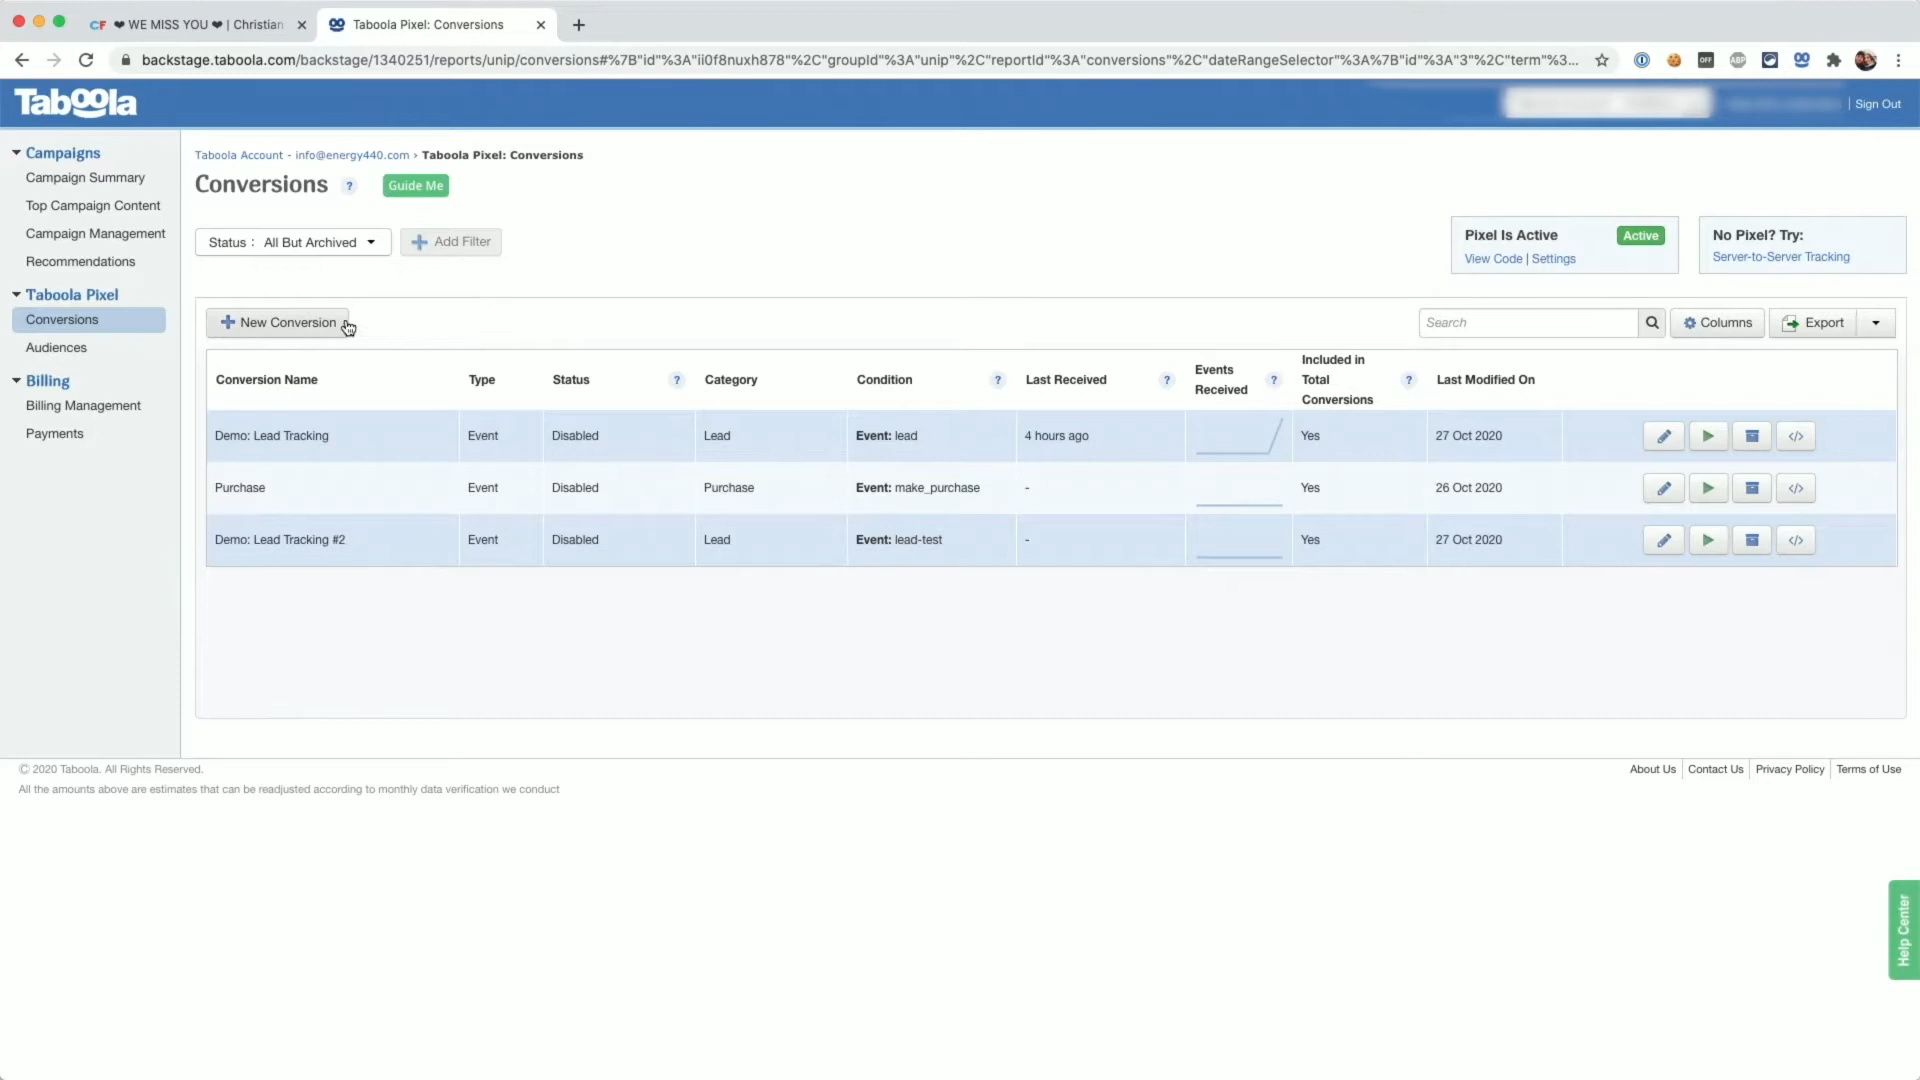 CF ❤ WE MISS YOU ❤ | Christian
Taboola Pixel: Conversions
backstage.taboola.com/backstage/1340251/reports/unip/conversions#%7B"id"%3A"ii0f8nuxh878"%2C"groupId"%3A"unip"%2C"reportId"%3A"conversions"%2C"dateRangeSelector"%3A%7B"id"%3A"3"%2C"term"%3...
OFF
ABP
Taboola
Sign Out
Campaigns
Campaign Summary
Top Campaign Content
Campaign Management
Recommendations
Taboola Pixel
Conversions
Audiences
Billing
Billing Management
Payments
Taboola Account - info@energy440.com › Taboola Pixel: Conversions
Conversions ? Guide Me
Status : All But Archived
Add Filter
Pixel Is Active Active
View Code | Settings
No Pixel? Try:
Server-to-Server Tracking
New Conversion
Search
Columns
Export
Conversion Name Type Status ? Category Condition ? Last Received ? Events Received ? Included in Total Conversions ? Last Modified On
Demo: Lead Tracking Event Disabled Lead Event: lead 4 hours ago Yes 27 Oct 2020 </>
Purchase Event Disabled Purchase Event: make_purchase - Yes 26 Oct 2020 </>
Demo: Lead Tracking #2 Event Disabled Lead Event: lead-test - Yes 27 Oct 2020 </>
© 2020 Taboola. All Rights Reserved.
All the amounts above are estimates that can be readjusted according to monthly data verification we conduct
About Us | Contact Us | Privacy Policy | Terms of Use
Help Center